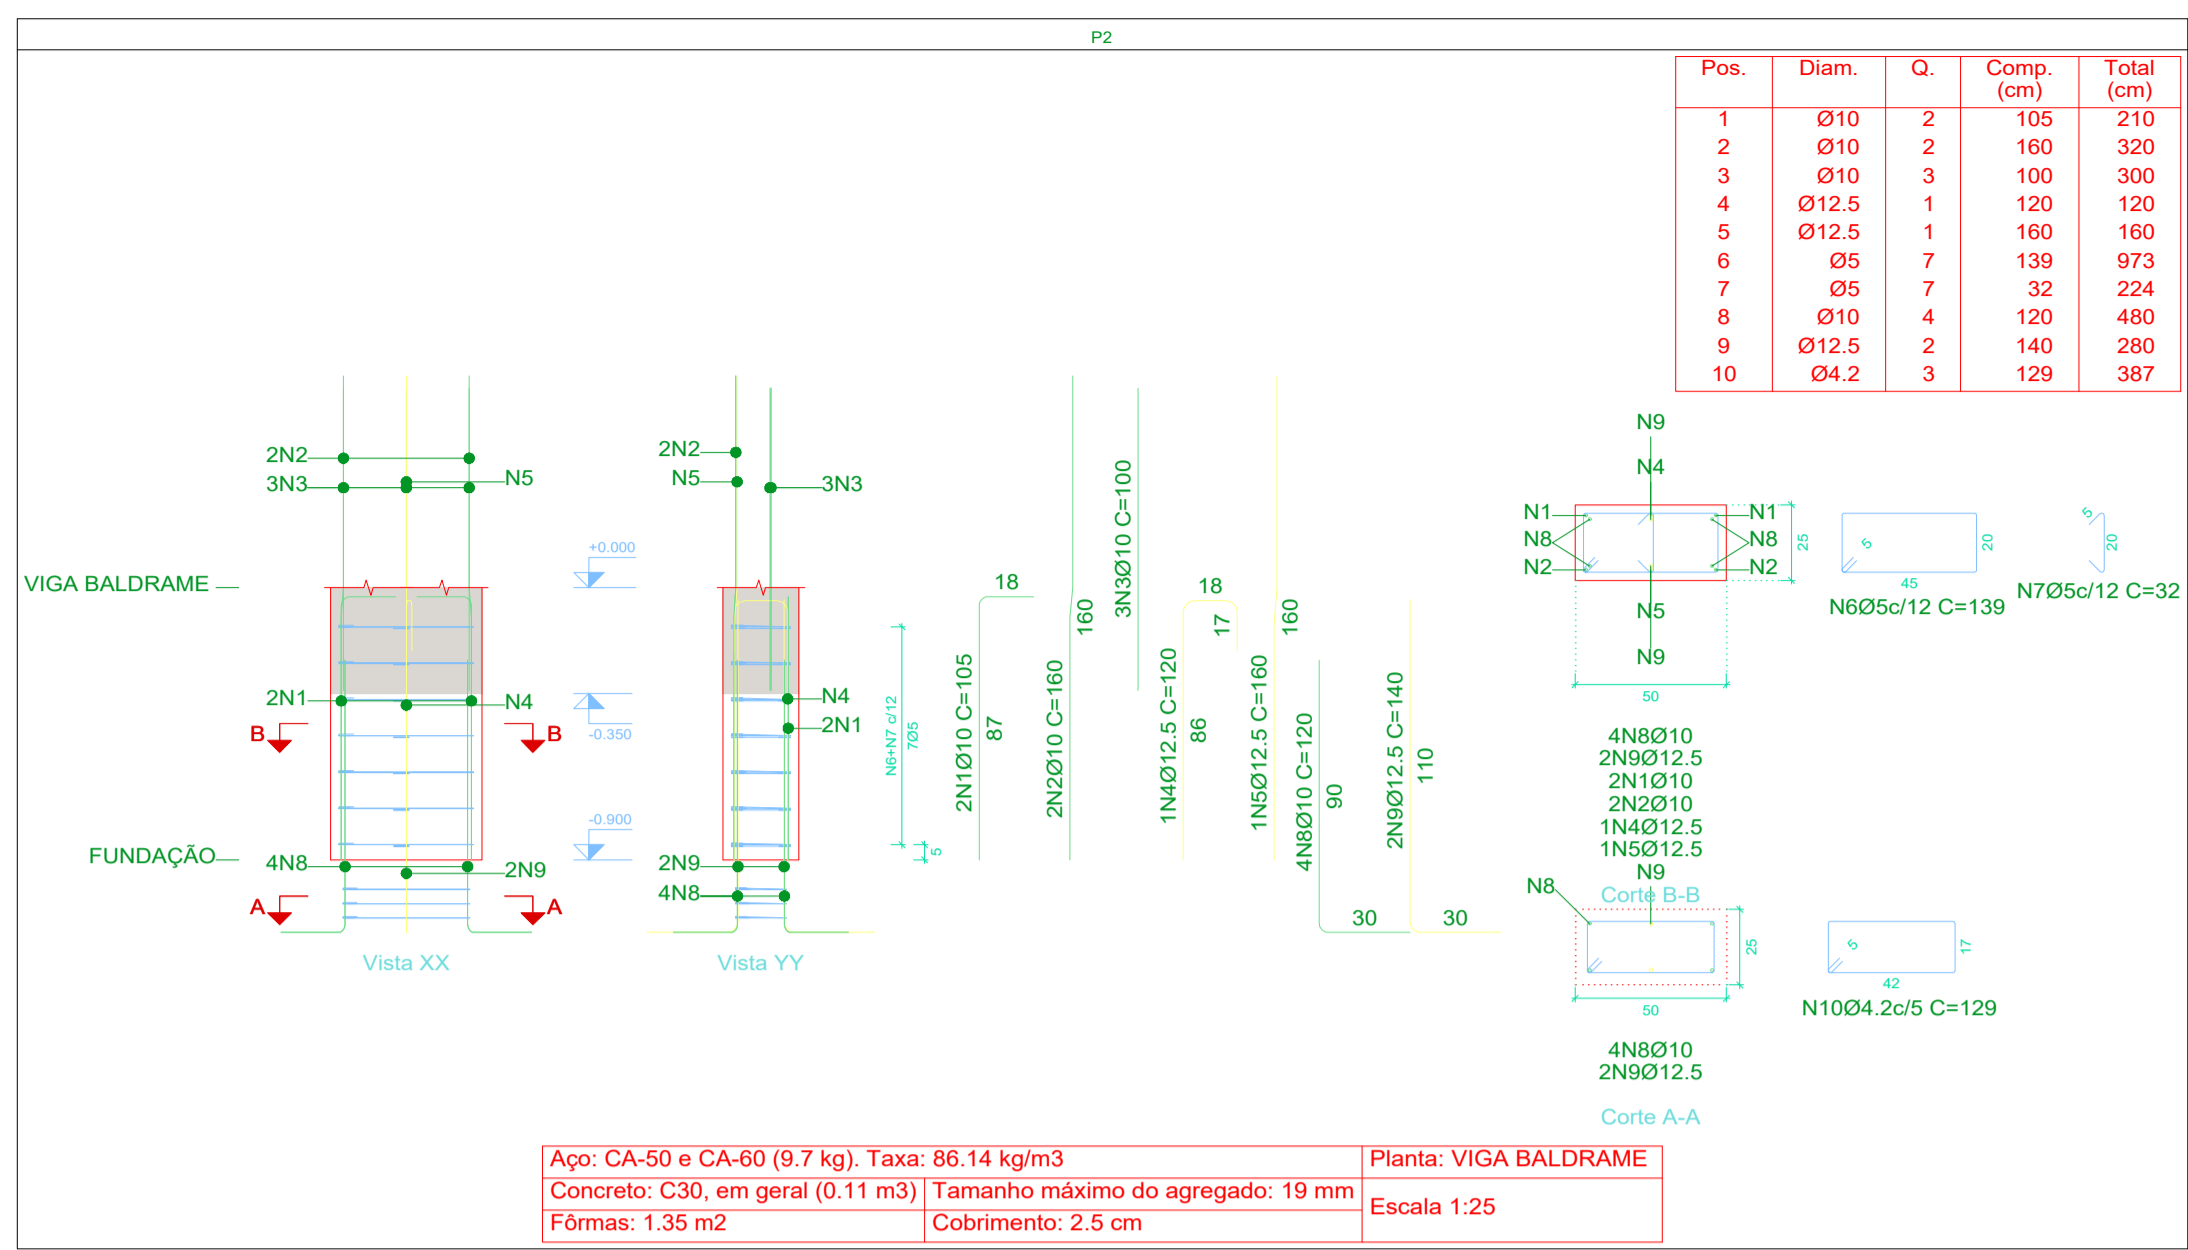 P2
Pos. Diam. Q. Comp. (cm) Total (cm)
1 Ø10 2 105 210
2 Ø10 2 160 320
3 Ø10 3 100 300
4 Ø12.5 1 120 120
5 Ø12.5 1 160 160
6 Ø5 7 139 973
7 Ø5 7 32 224
8 Ø10 4 120 480
9 Ø12.5 2 140 280
10 Ø4.2 3 129 387
2N2
3N3
N5
VIGA BALDRAME
2N1
N4
B
B
FUNDAÇÃO
4N8
2N9
A
A
Vista XX
+0.000
-0.350
-0.900
2N2
N5
3N3
N4
2N1
2N9
4N8
Vista YY
N6+N7 c/12
7Ø5
5
18
2N1Ø10 C=105
87
2N2Ø10 C=160
160
3N3Ø10 C=100
18
17
1N4Ø12.5 C=120
86
1N5Ø12.5 C=160
160
4N8Ø10 C=120
90
30
2N9Ø12.5 C=140
110
30
N9
N4
N1
N1
N8
N8
N2
N2
25
N5
N9
50
5
20
45
N6Ø5c/12 C=139
5
20
N7Ø5c/12 C=32
4N8Ø10
2N9Ø12.5
2N1Ø10
2N2Ø10
1N4Ø12.5
1N5Ø12.5
Corte B-B
N9
N8
25
50
5
17
42
N10Ø4.2c/5 C=129
4N8Ø10
2N9Ø12.5
Corte A-A
Aço: CA-50 e CA-60 (9.7 kg). Taxa: 86.14 kg/m3
Planta: VIGA BALDRAME
Concreto: C30, em geral (0.11 m3)
Tamanho máximo do agregado: 19 mm
Escala 1:25
Fôrmas: 1.35 m2
Cobrimento: 2.5 cm